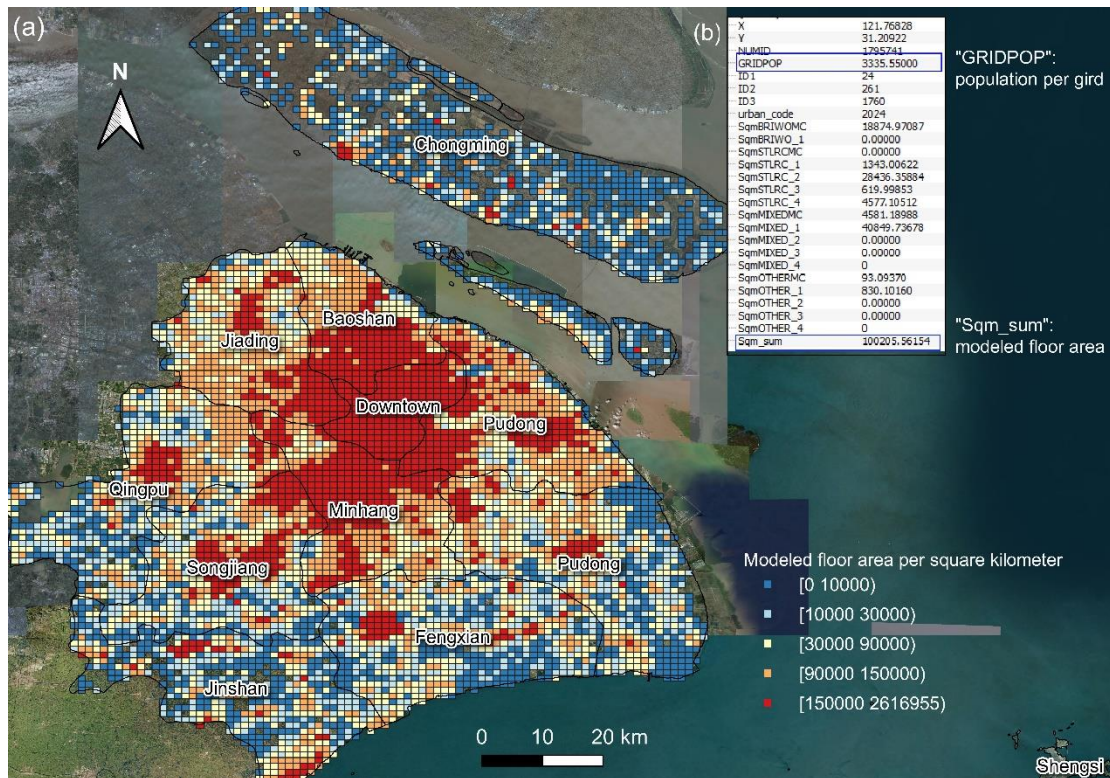 (a)
N
Chongming
Baoshan
Jiading
Downtown
Pudong
Qingpu
Minhang
Songjiang
Pudong
Fengxian
Jinshan
0 10 20 km
Shengsi
Modeled floor area per square kilometer
[0 10000)
[10000 30000)
[30000 90000)
[90000 150000)
[150000 2616955)
(b)
X 121.76828
Y 31.20922
NUMID 1795741
GRIDPOP 3335.55000
ID1 24
ID2 261
ID3 1760
urban_code 2024
SqmBRIWOMC 18874.97087
SqmBRIWO_1 0.00000
SqmSTLRCMC 0.00000
SqmSTLRC_1 1343.00622
SqmSTLRC_2 28436.35884
SqmSTLRC_3 619.99853
SqmSTLRC_4 4577.10512
SqmMIXEDMC 4581.18988
SqmMIXED_1 40849.73678
SqmMIXED_2 0.00000
SqmMIXED_3 0.00000
SqmMIXED_4 0
SqmOTHERMC 93.09370
SqmOTHER_1 830.10160
SqmOTHER_2 0.00000
SqmOTHER_3 0.00000
SqmOTHER_4 0
Sqm_sum 100205.56154
"GRIDPOP":
population per gird
"Sqm_sum":
modeled floor area